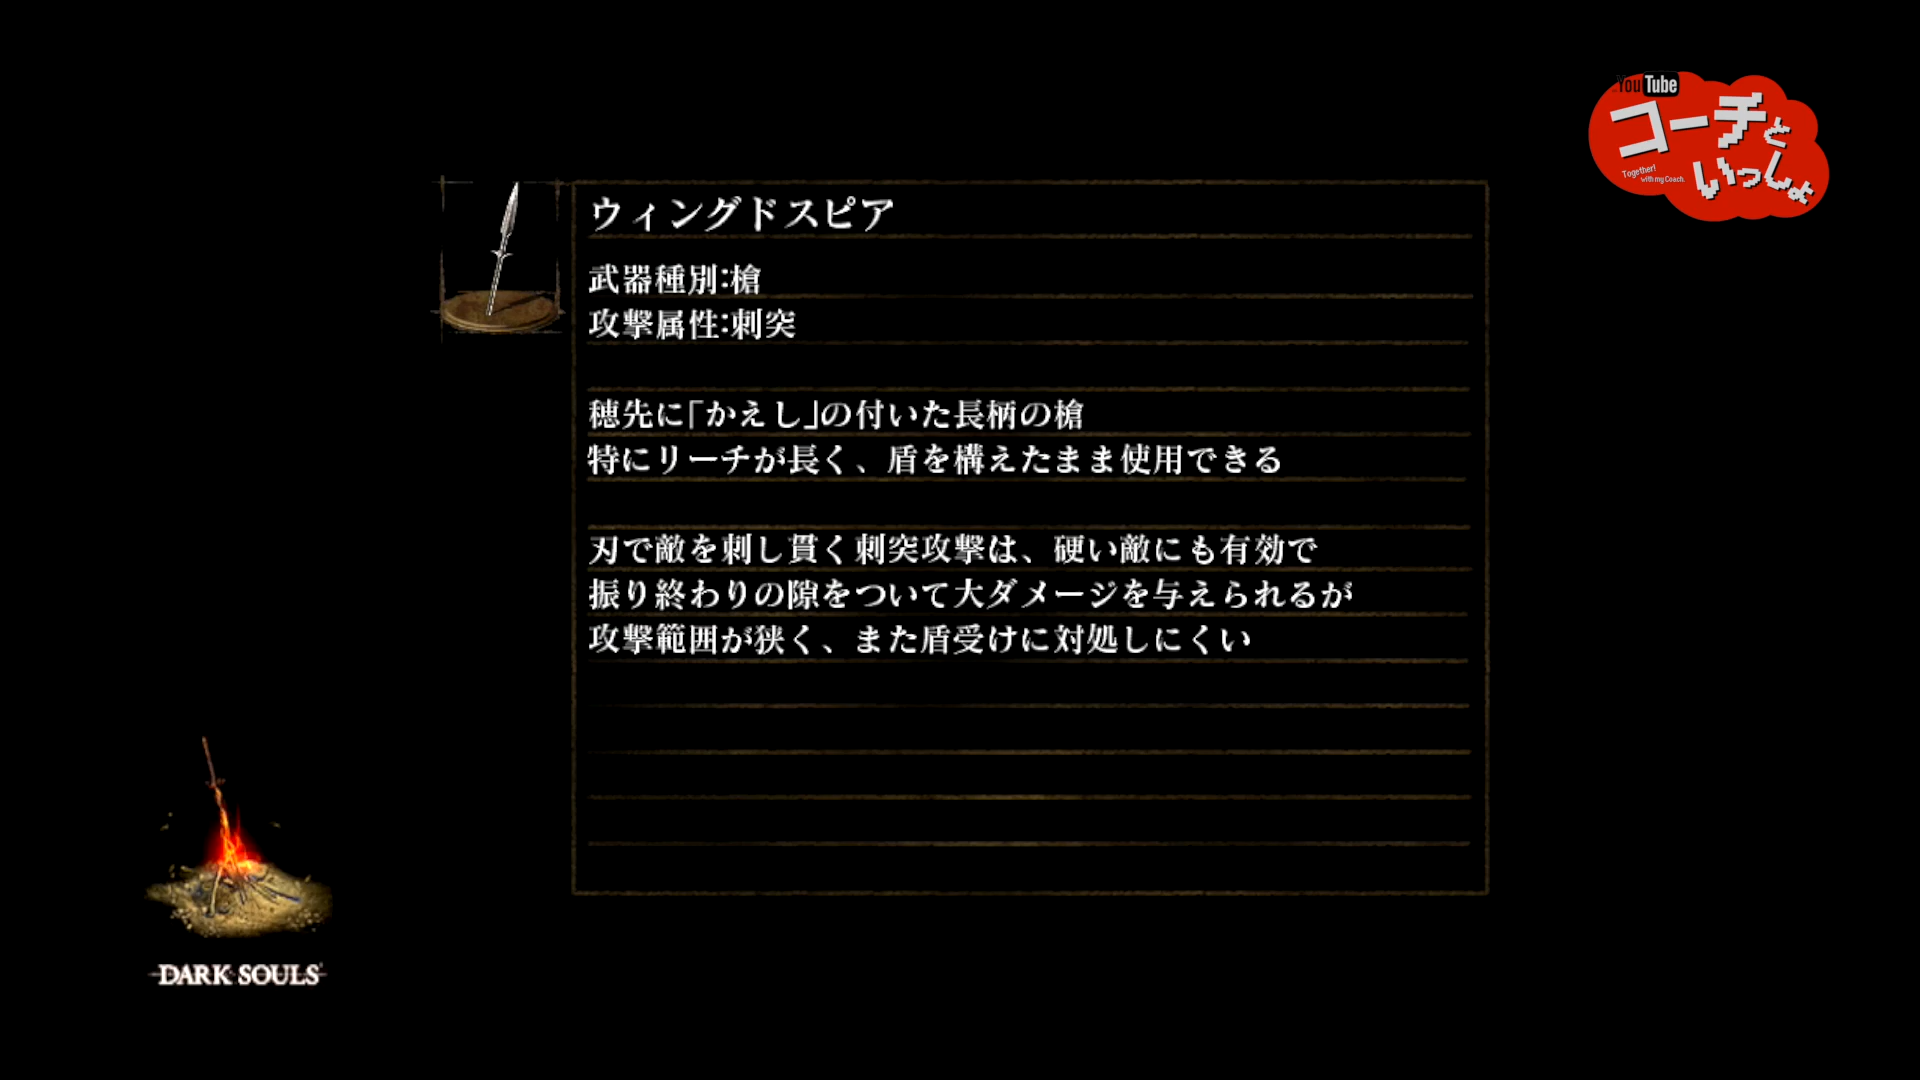 YouTube
コーチと
いっしょ
Together!
with my Coach
ウィングドスピア
武器種別:槍
攻撃属性:刺突
穂先に「かえし」の付いた長柄の槍
特にリーチが長く、盾を構えたまま使用できる
刃で敵を刺し貫く刺突攻撃は、硬い敵にも有効で
振り終わりの隙をついて大ダメージを与えられるが
攻撃範囲が狭く、また盾受けに対処しにくい
DARK SOULS